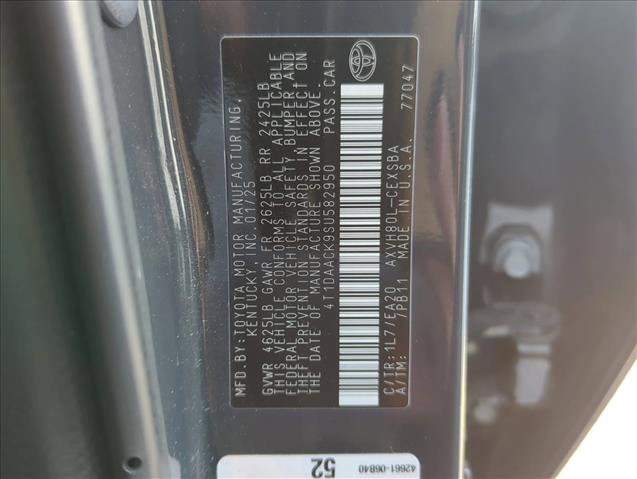 MFD.BY:TOYOTA MOTOR MANUFACTURING.
KENTUCKY, INC. 01/25
GVWR 4625LB GAWR FR 2625LB RR 2425LB
THIS VEHICLE CONFORMS TO ALL APPLICABLE
FEDERAL MOTOR VEHICLE SAFETY, BUMPER AND
THEFT PREVENTION STANDARDS IN EFFECT ON
THE DATE OF MANUFACTURE SHOWN ABOVE.
4T1DAACK9SU582950 PASS.CAR
C/TR:1L7/EA20 AXVH80L-CEXSBA
A/TM: /PB11 MADE IN U.S.A. 77047
TOYOTA
42661-06B40
52